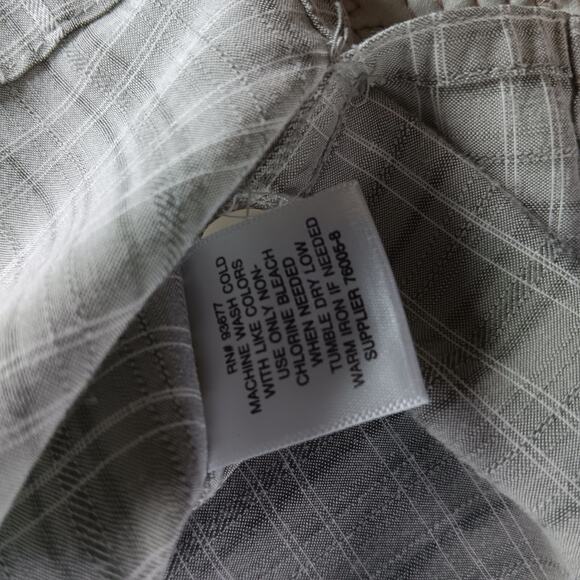 RN# 93677
MACHINE WASH COLD
WITH LIKE COLORS
USE ONLY NON-
CHLORINE BLEACH
WHEN NEEDED
TUMBLE DRY LOW
WARM IRON IF NEEDED
SUPPLIER 76005-8